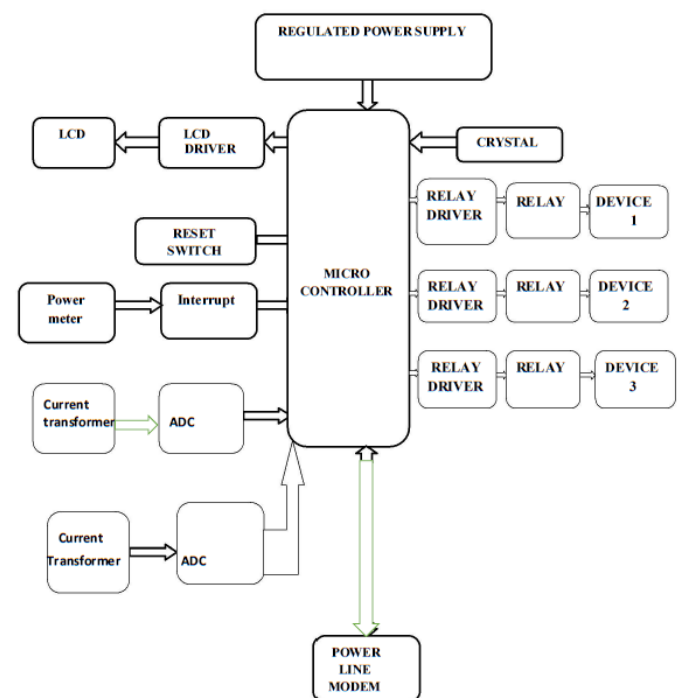 REGULATED POWER SUPPLY
LCD
LCD
DRIVER
CRYSTAL
RELAY
DRIVER
RELAY
DEVICE
1
RESET
SWITCH
MICRO
CONTROLLER
Power
meter
Interrupt
RELAY
DRIVER
RELAY
DEVICE
2
RELAY
DRIVER
RELAY
DEVICE
3
Current
transformer
ADC
Current
Transformer
ADC
POWER
LINE
MODEM